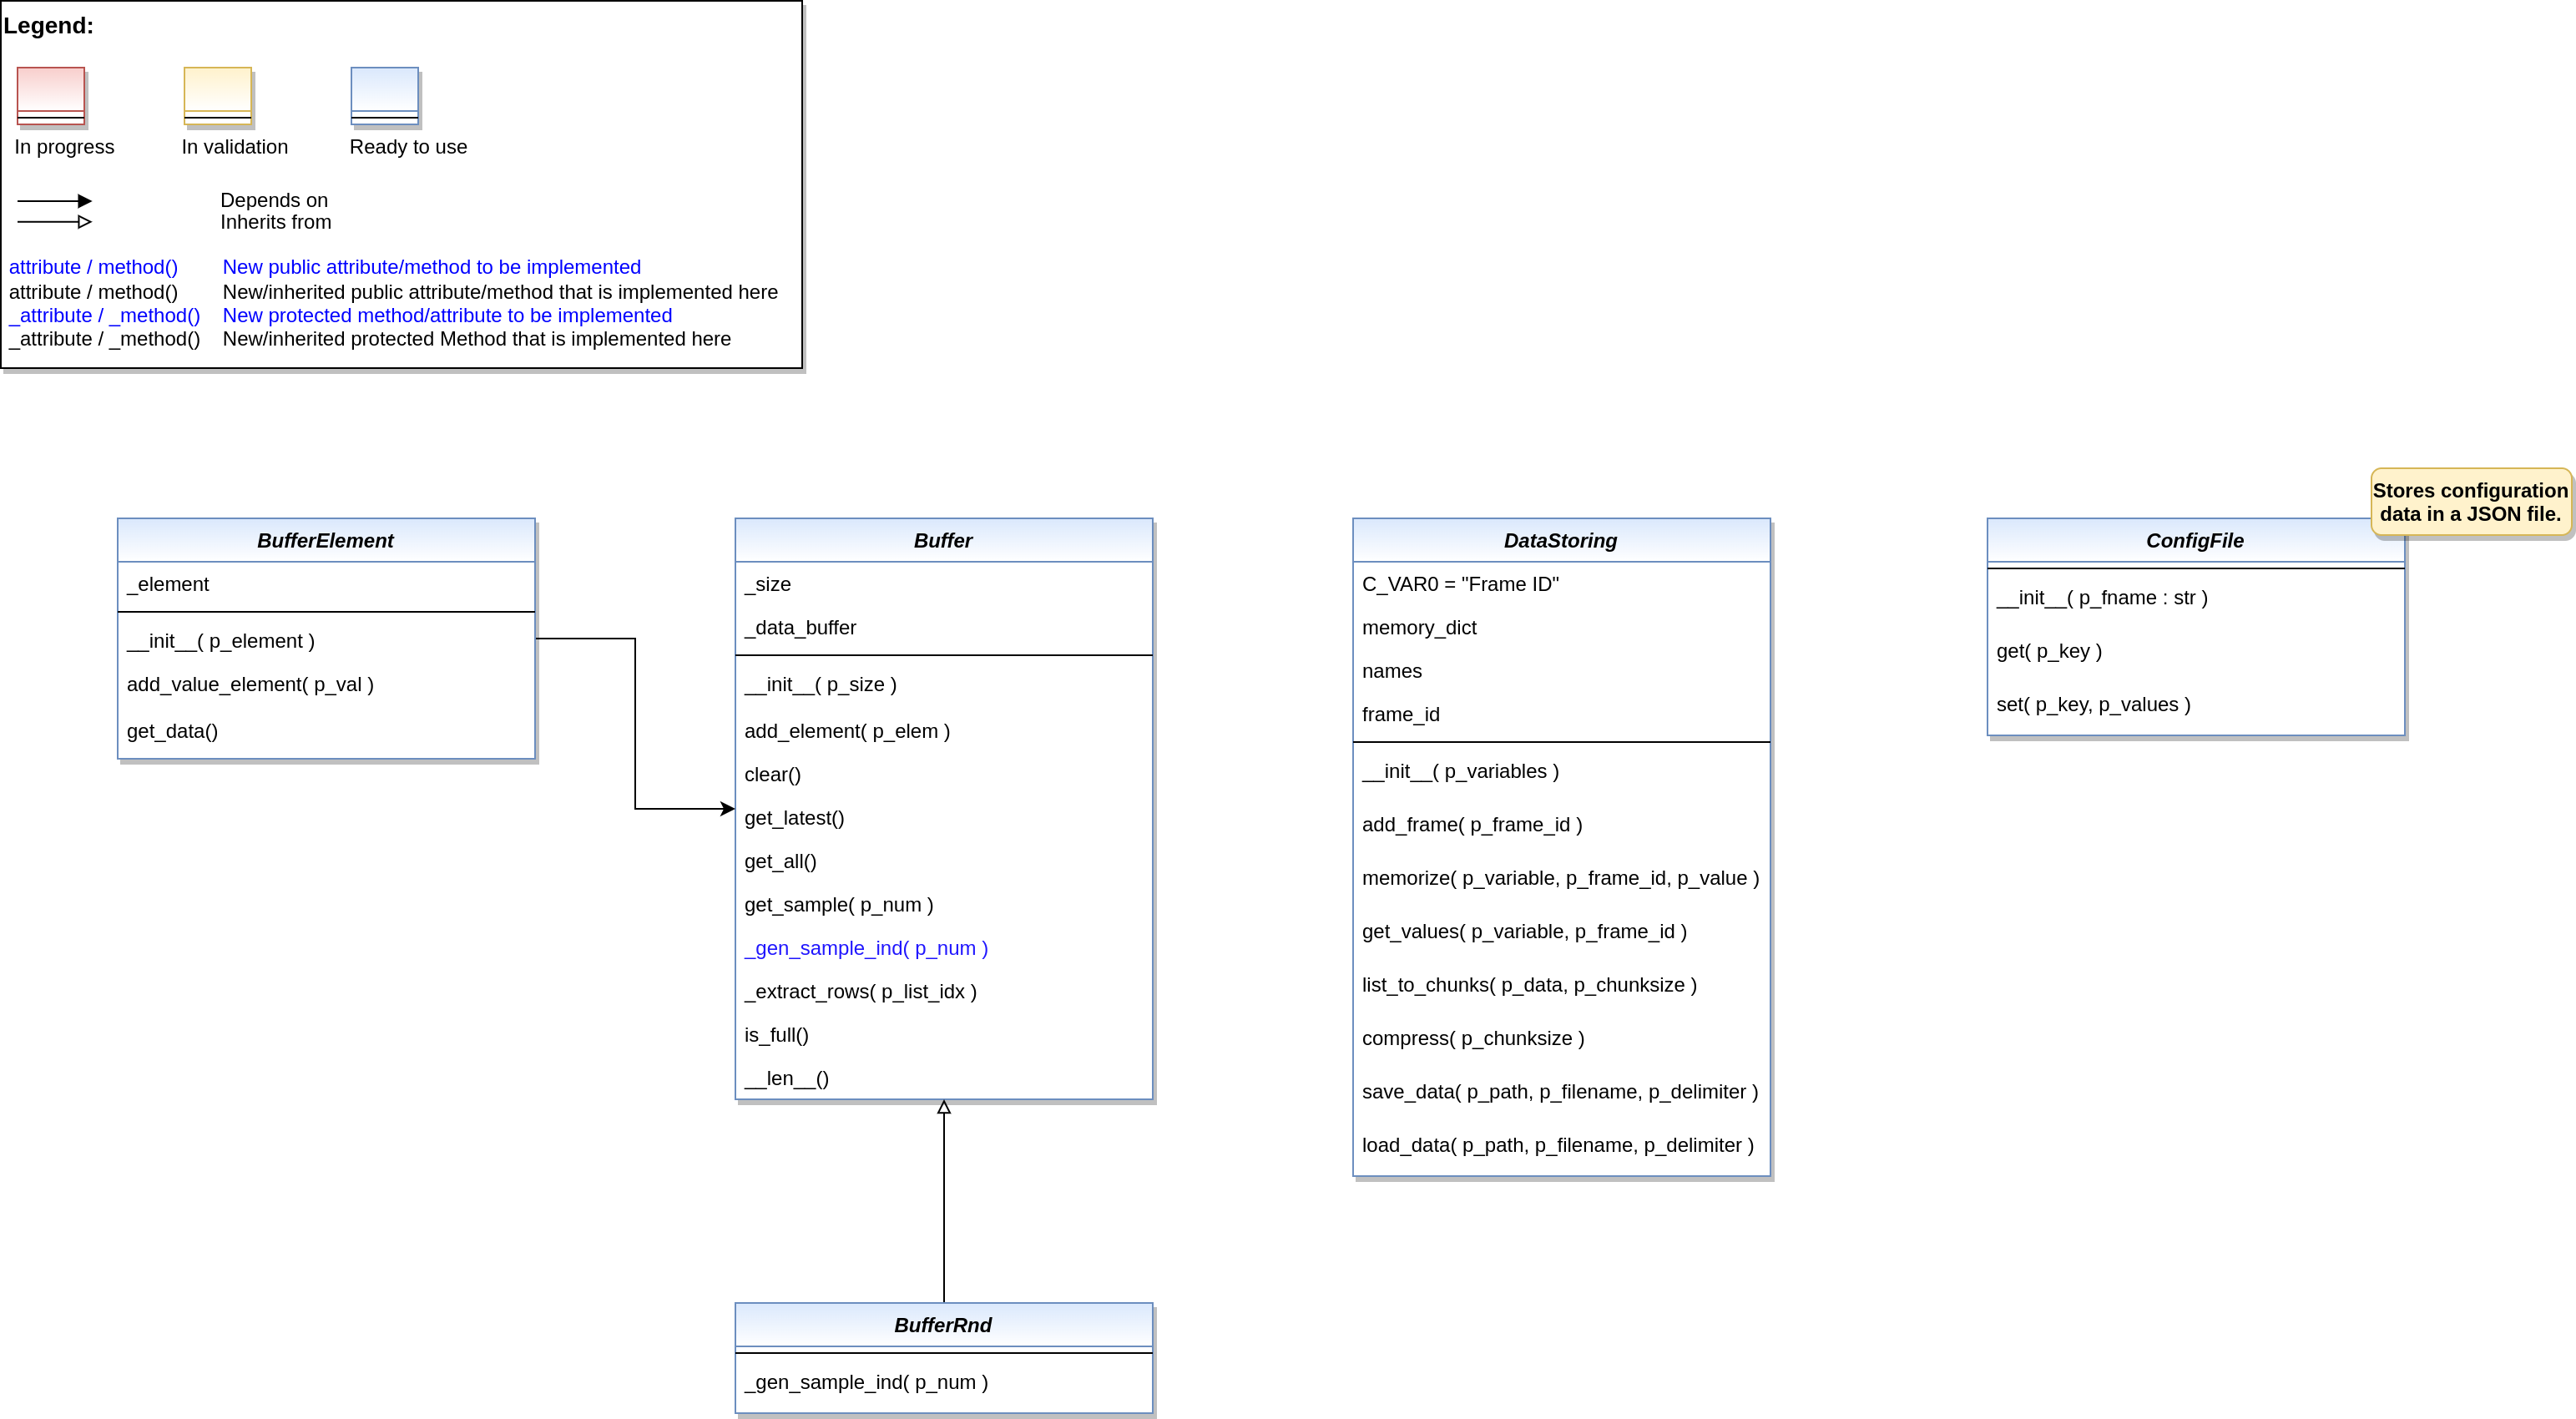 Legend:
In progress
In validation
Ready to use
Depends on
Inherits from
attribute / method() New public attribute/method to be implemented
attribute / method() New/inherited public attribute/method that is implemented here
_attribute / _method() New protected method/attribute to be implemented
_attribute / _method() New/inherited protected Method that is implemented here
BufferElement
_element
__init__( p_element )
add_value_element( p_val )
get_data()
Buffer
_size
_data_buffer
__init__( p_size )
add_element( p_elem )
clear()
get_latest()
get_all()
get_sample( p_num )
_gen_sample_ind( p_num )
_extract_rows( p_list_idx )
is_full()
__len__()
BufferRnd
_gen_sample_ind( p_num )
DataStoring
C_VAR0 = "Frame ID"
memory_dict
names
frame_id
__init__( p_variables )
add_frame( p_frame_id )
memorize( p_variable, p_frame_id, p_value )
get_values( p_variable, p_frame_id )
list_to_chunks( p_data, p_chunksize )
compress( p_chunksize )
save_data( p_path, p_filename, p_delimiter )
load_data( p_path, p_filename, p_delimiter )
Stores configuration
data in a JSON file.
ConfigFile
__init__( p_fname : str )
get( p_key )
set( p_key, p_values )